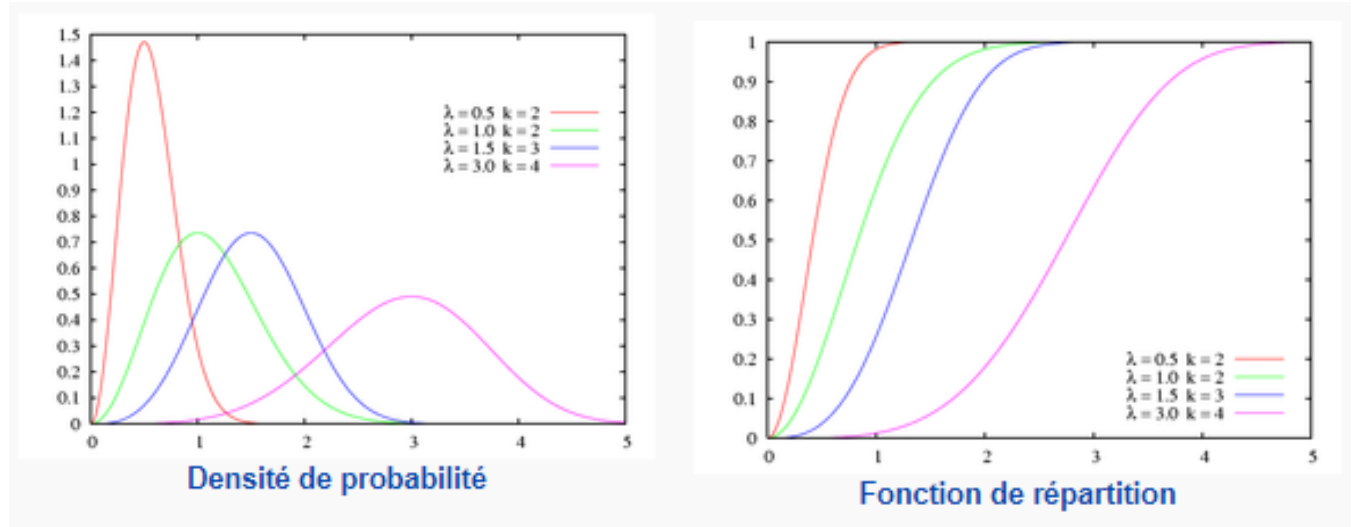 1.5
1.4
1.3
1.2
1.1
1
0.9
0.8
0.7
0.6
0.5
0.4
0.3
0.2
0.1
0
0 1 2 3 4 5
λ = 0.5 k = 2
λ = 1.0 k = 2
λ = 1.5 k = 3
λ = 3.0 k = 4
Densité de probabilité
1
0.9
0.8
0.7
0.6
0.5
0.4
0.3
0.2
0.1
0
0 1 2 3 4 5
λ = 0.5 k = 2
λ = 1.0 k = 2
λ = 1.5 k = 3
λ = 3.0 k = 4
Fonction de répartition